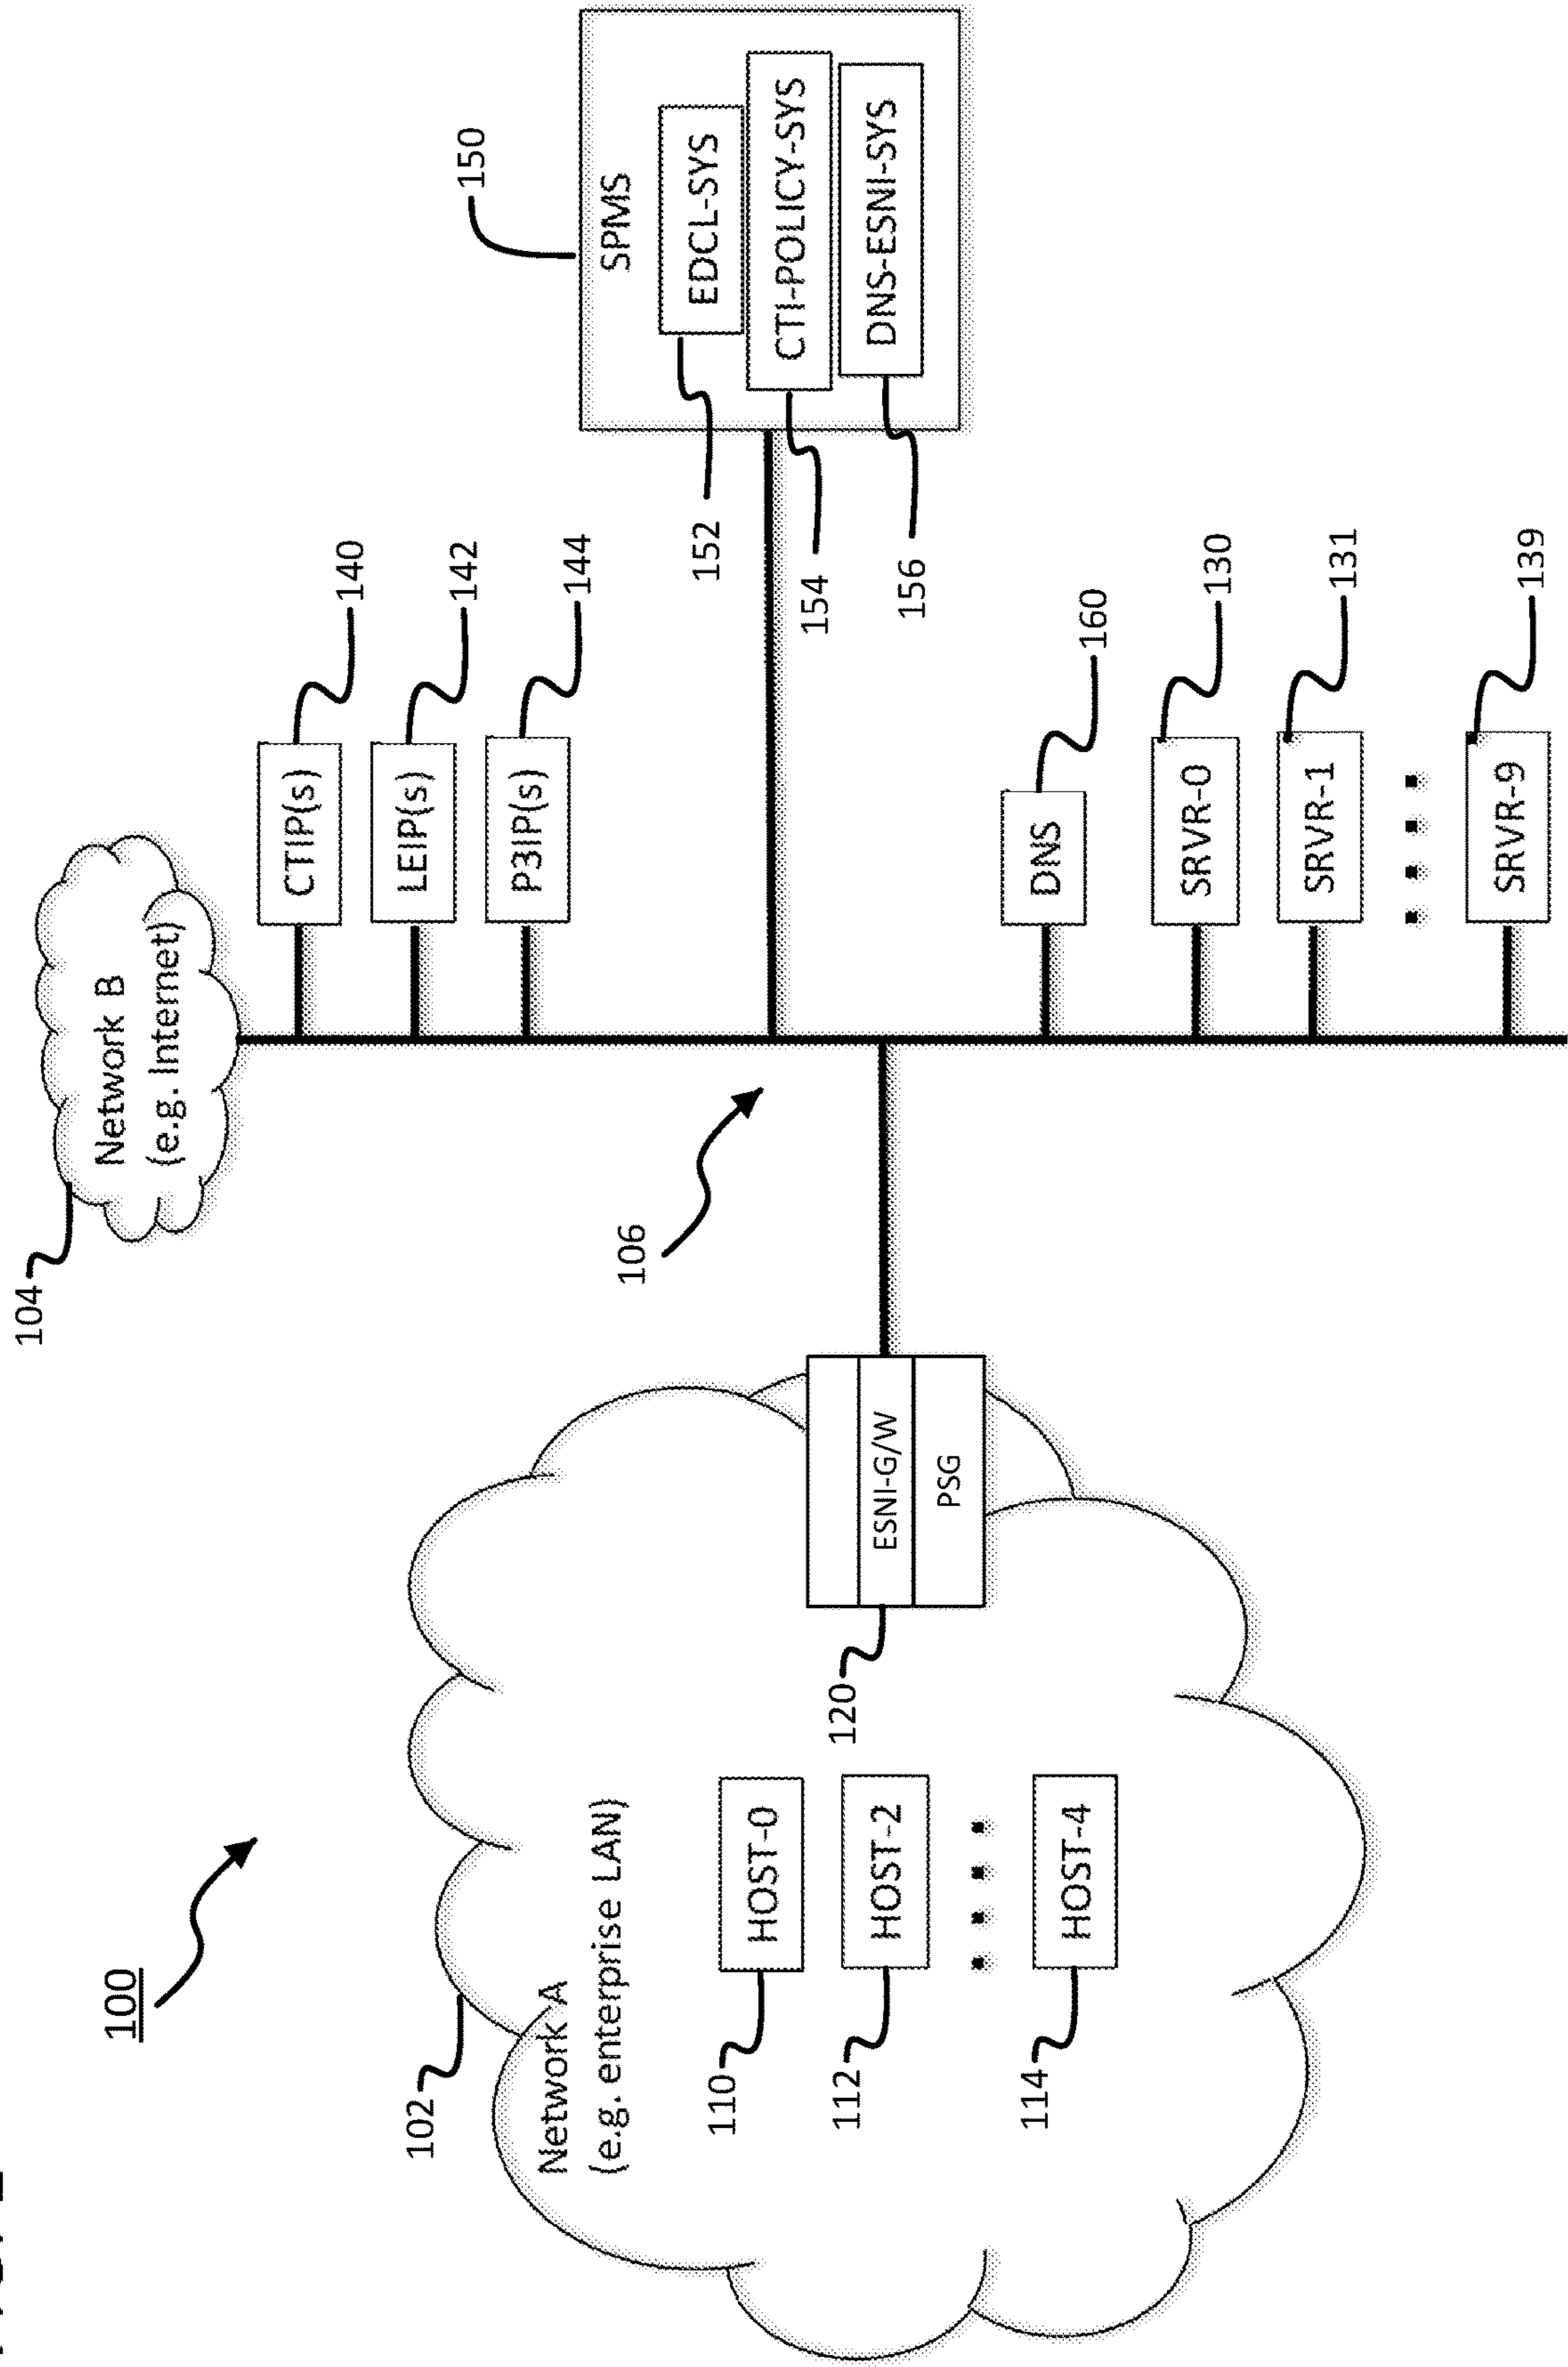 100
104
Network B
(e.g. Internet)
102
Network A
(e.g. enterprise LAN)
110
HOST-0
112
HOST-2
114
HOST-4
120
ESNI-G/W
PSG
106
CTIP(s)
140
LEIP(s)
142
P3IP(s)
144
150
SPMS
EDCL-SYS
152
CTI-POLICY-SYS
154
DNS-ESNI-SYS
156
DNS
160
SRVR-0
130
SRVR-1
131
SRVR-9
139